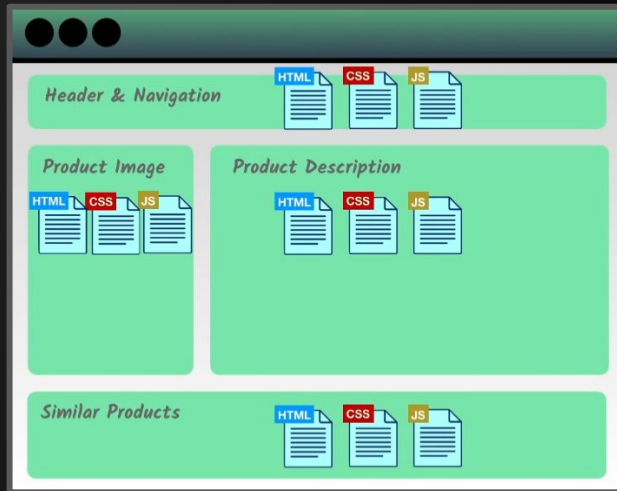 HTML CSS JS
Header & Navigation
Product Image
Product Description
HTML CSS JS
HTML CSS JS
Similar Products
HTML CSS JS